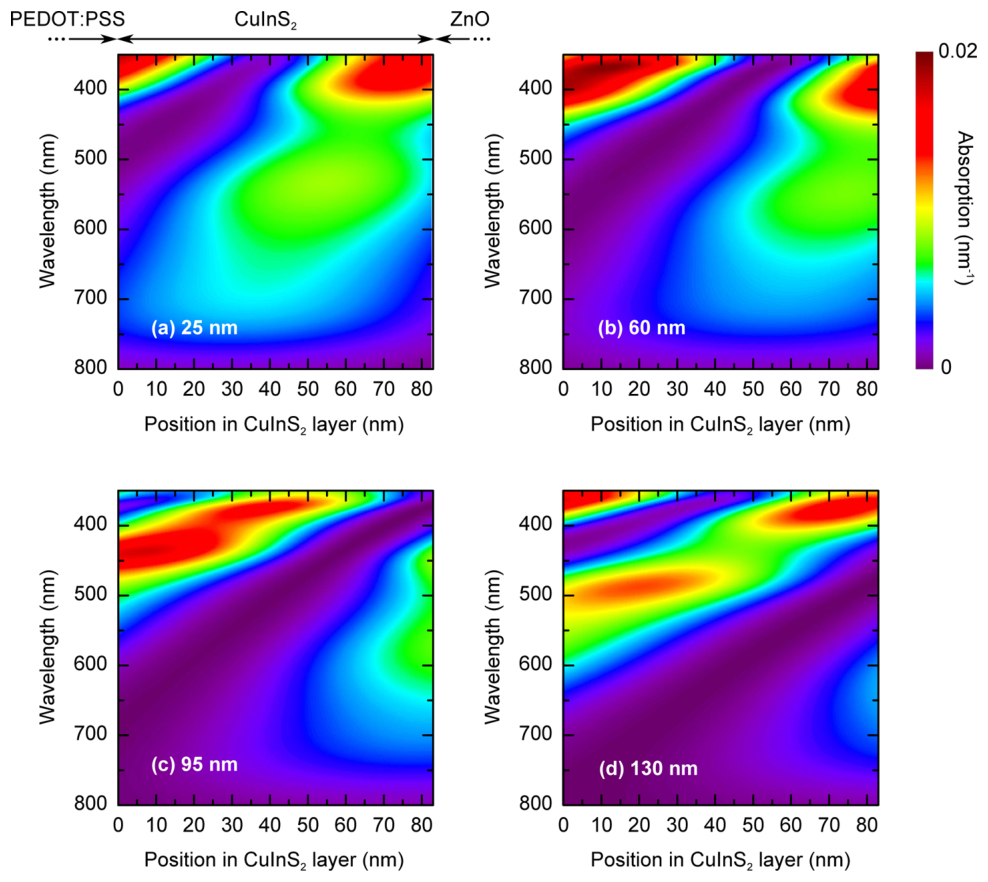 PEDOT:PSS CuInS₂ ZnO
400
500
600
700
800
Wavelength (nm)
(a) 25 nm
0 10 20 30 40 50 60 70 80
Position in CuInS₂ layer (nm)
400
500
600
700
800
Wavelength (nm)
(b) 60 nm
0 10 20 30 40 50 60 70 80
Position in CuInS₂ layer (nm)
0.02
Absorption (nm⁻¹)
0
400
500
600
700
800
Wavelength (nm)
(c) 95 nm
0 10 20 30 40 50 60 70 80
Position in CuInS₂ layer (nm)
400
500
600
700
800
Wavelength (nm)
(d) 130 nm
0 10 20 30 40 50 60 70 80
Position in CuInS₂ layer (nm)